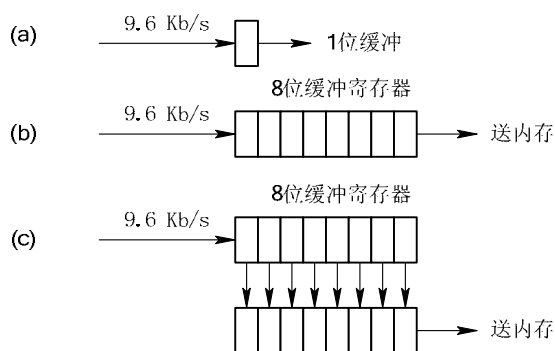 (a) 9.6 Kb/s 1位缓冲
8位缓冲寄存器
(b) 9.6 Kb/s 送内存
8位缓冲寄存器
(c) 9.6 Kb/s
送内存